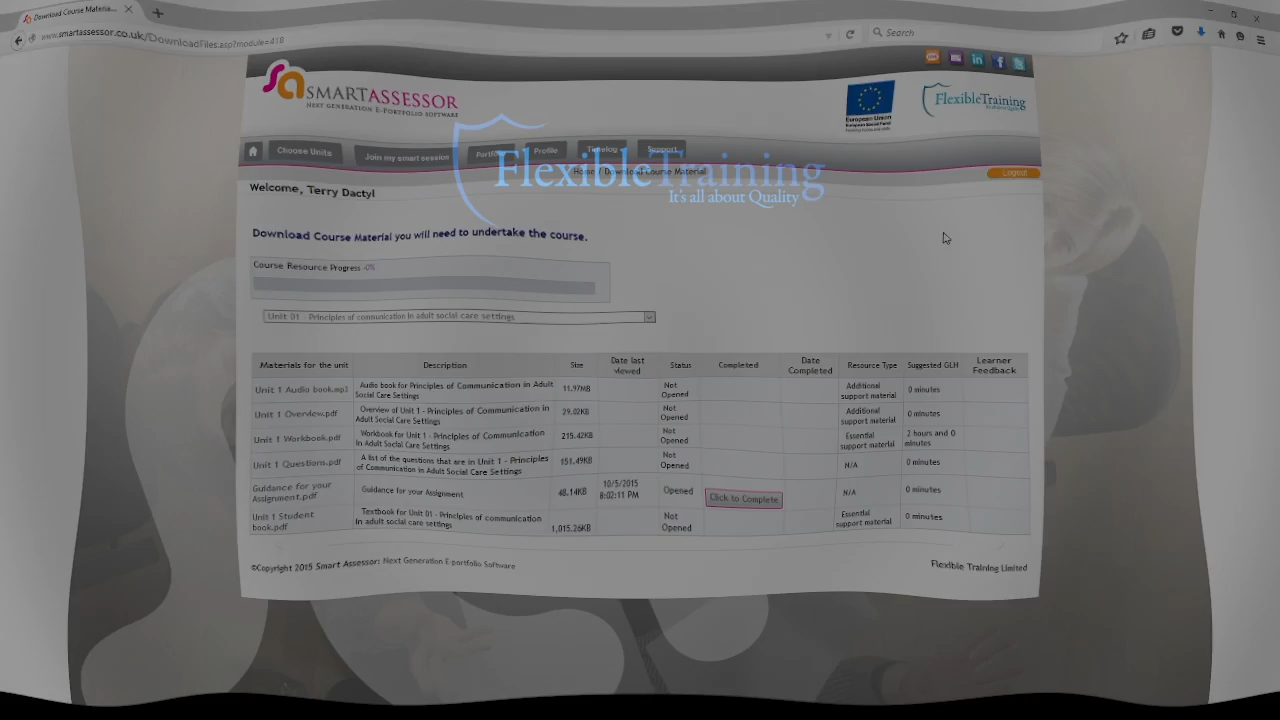 Download Course Materia...
www.smartassessor.co.uk/DownloadFiles.asp?module=418
Search
SMARTASSESSOR
NEXT GENERATION E-PORTFOLIO SOFTWARE
European Union
European Social Fund
FlexibleTraining
Choose Units
Join my smart session
Portfolio
Profile
Timelog
Support
FlexibleTraining
It's all about Quality
Home / Download Course Material
Logout
Welcome, Terry Dactyl
Download Course Material you will need to undertake the course.
Course Resource Progress -0%
Unit 01 - Principles of communication in adult social care settings
Materials for the unit Description Size Date last viewed Status Completed Date Completed Resource Type Suggested GLH Learner Feedback
Unit 1 Audio book.mp3 Audio book for Principles of Communication in Adult Social Care Settings 11.97MB Not Opened Additional support material 0 minutes
Unit 1 Overview.pdf Overview of Unit 1 - Principles of Communication in Adult Social Care Settings 29.02KB Not Opened Additional support material 0 minutes
Unit 1 Workbook.pdf Workbook for Unit 1 - Principles of Communication in Adult Social Care Settings 215.42KB Not Opened Essential support material 2 hours and 0 minutes
Unit 1 Questions.pdf A list of the questions that are in Unit 1 - Principles of Communication in Adult Social Care Settings 151.49KB Not Opened N/A 0 minutes
Guidance for your Assignment.pdf Guidance for your Assignment 48.14KB 10/5/2015 8:02:11 PM Opened Click to Complete N/A 0 minutes
Unit 1 Student book.pdf Textbook for Unit 01 - Principles of communication in adult social care settings 1,015.26KB Not Opened Essential support material 0 minutes
©Copyright 2015 Smart Assessor: Next Generation E-portfolio Software
Flexible Training Limited